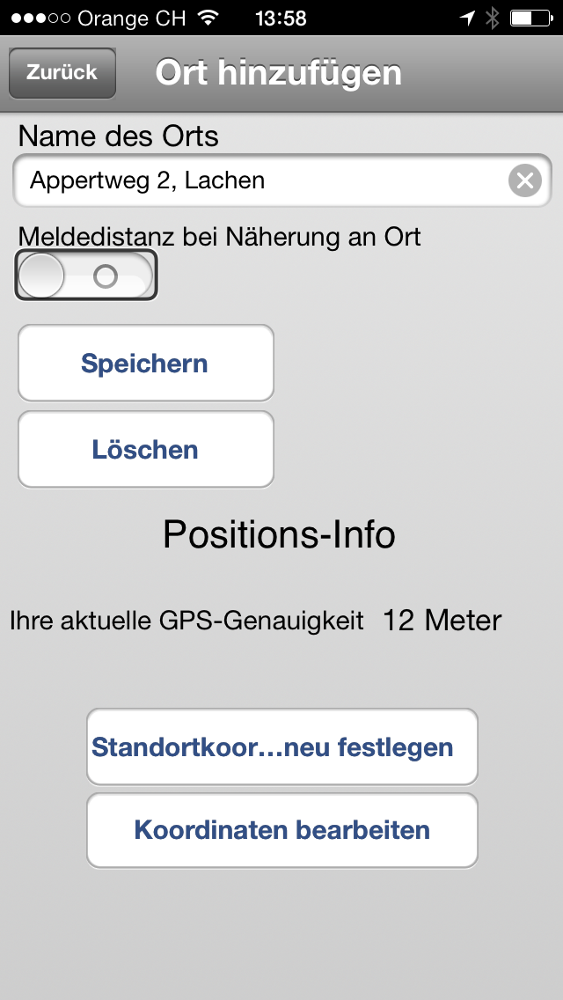 Orange CH 13:58
Zurück Ort hinzufügen
Name des Orts
Appertweg 2, Lachen
Meldedistanz bei Näherung an Ort
Speichern
Löschen
Positions-Info
Ihre aktuelle GPS-Genauigkeit 12 Meter
Standortkoor...neu festlegen
Koordinaten bearbeiten